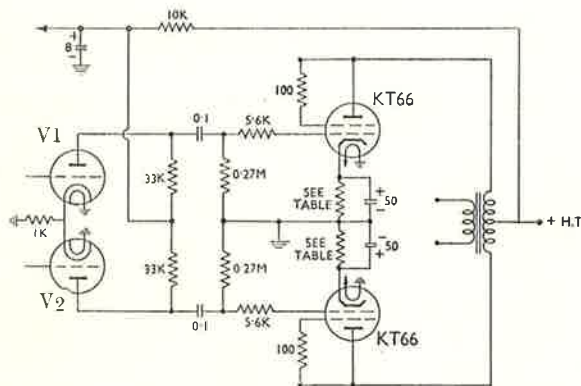 10K
+
8
-
100
KT66
V1
0·1
5·6K
33K
0·27M
SEE
TABLE
+
-
50
1K
+ H.T
33K
0·27M
SEE
TABLE
-
+
50
V2
0·1
5·6K
100
KT66